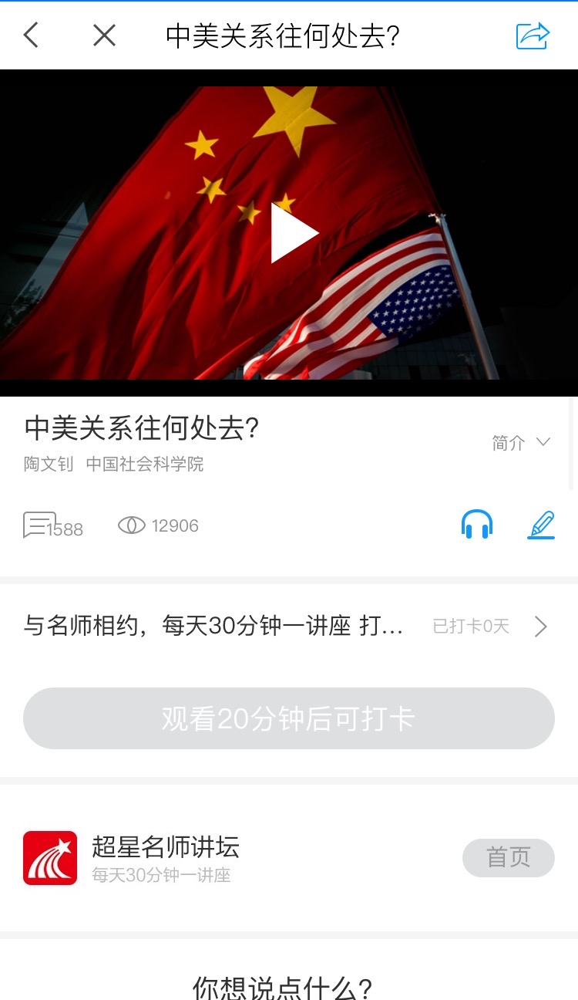 中美关系往何处去?
中美关系往何处去?
简介
陶文钊 中国社会科学院
1588
12906
与名师相约，每天30分钟一讲座 打...
已打卡0天
观看20分钟后可打卡
超星名师讲坛
首页
每天30分钟一讲座
你想说点什么?